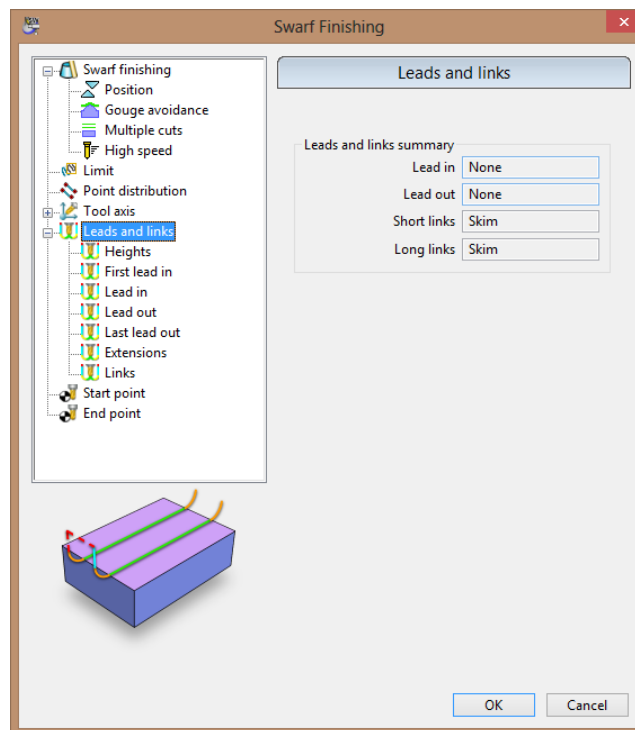 Swarf Finishing
Swarf finishing
Position
Gouge avoidance
Multiple cuts
High speed
Limit
Point distribution
Tool axis
Leads and links
Heights
First lead in
Lead in
Lead out
Last lead out
Extensions
Links
Start point
End point
Leads and links
Leads and links summary
Lead in None
Lead out None
Short links Skim
Long links Skim
OK Cancel